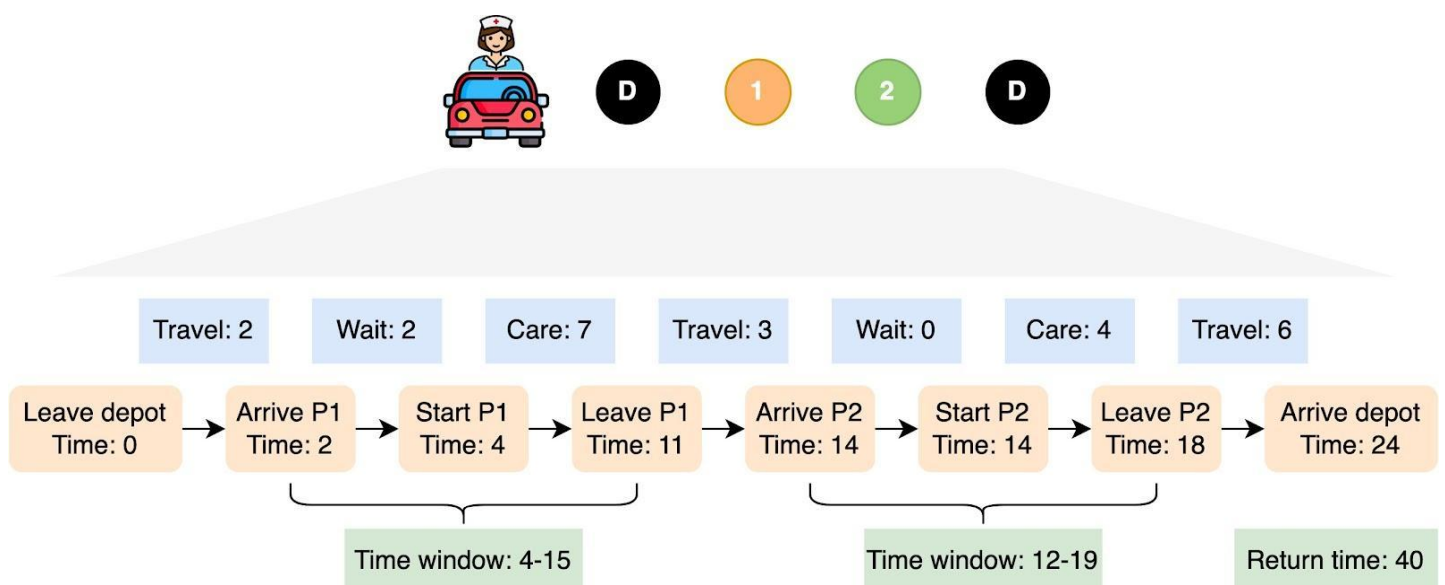 D
1
2
D
Travel: 2
Wait: 2
Care: 7
Travel: 3
Wait: 0
Care: 4
Travel: 6
Leave depot
Time: 0
Arrive P1
Time: 2
Start P1
Time: 4
Leave P1
Time: 11
Arrive P2
Time: 14
Start P2
Time: 14
Leave P2
Time: 18
Arrive depot
Time: 24
Time window: 4-15
Time window: 12-19
Return time: 40